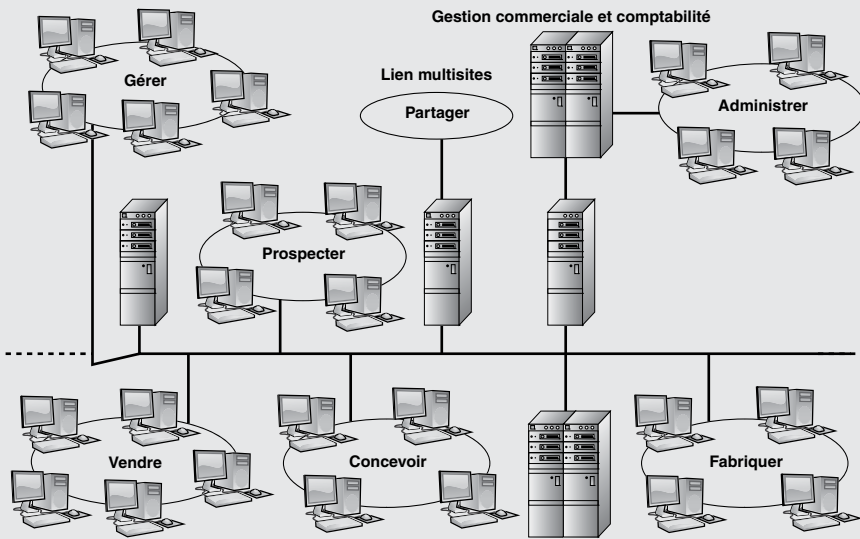 Gestion commerciale et comptabilité
Gérer
Lien multisites
Partager
Administrer
Prospecter
Vendre
Concevoir
Fabriquer